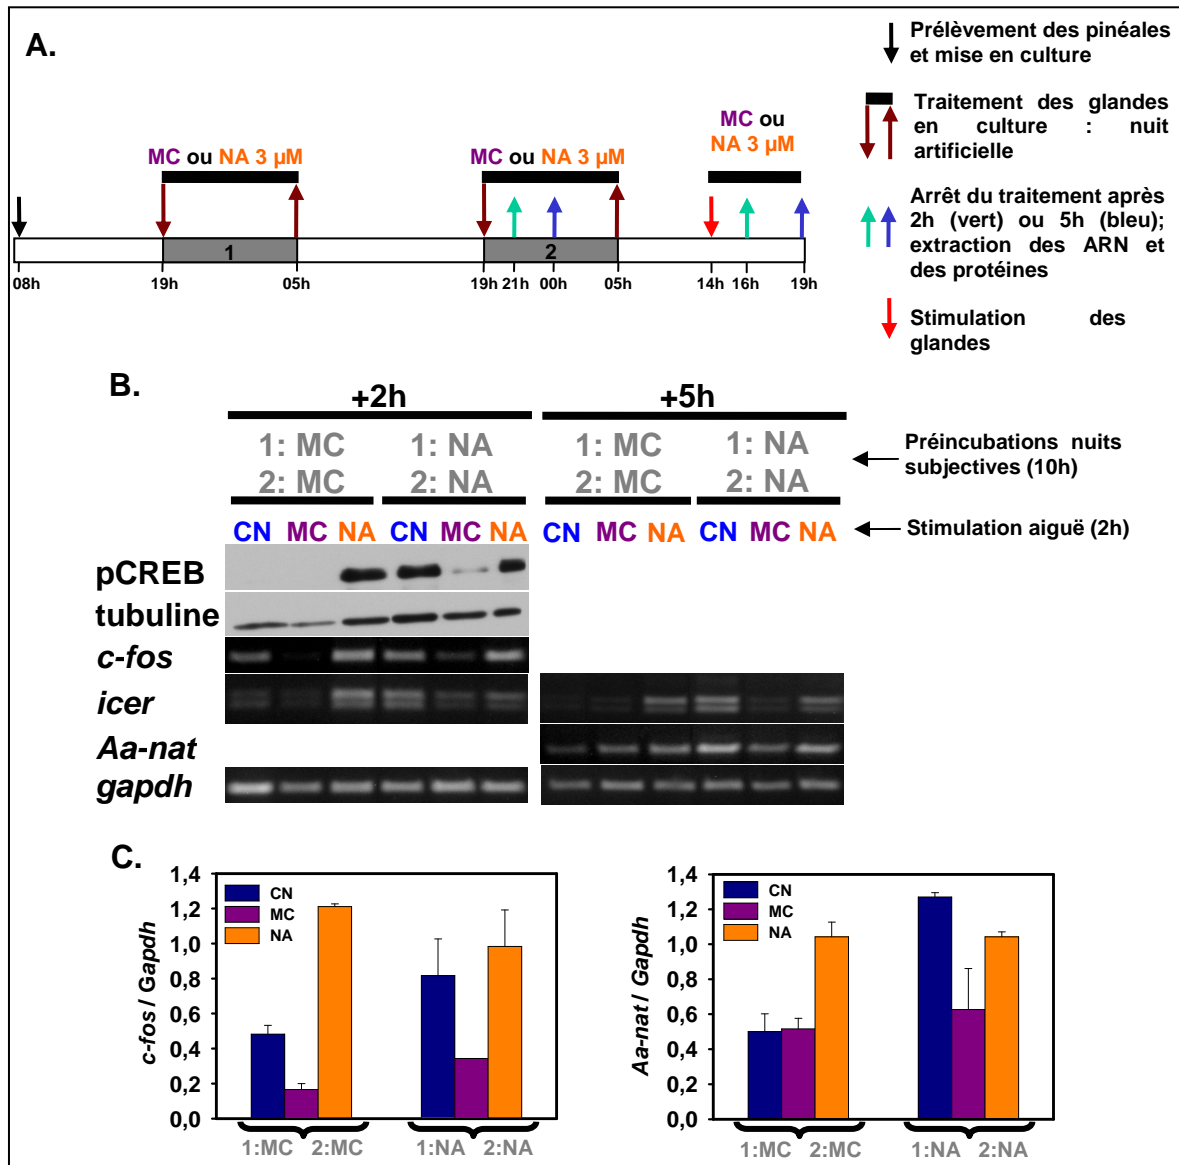 A.
Prélèvement des pinéales
et mise en culture
Traitement des glandes
en culture : nuit
artificielle
Arrêt du traitement après
2h (vert) ou 5h (bleu);
extraction des ARN et
des protéines
Stimulation des
glandes
MC ou NA 3 µM
MC ou NA 3 µM
MC ou
NA 3 µM
1
2
08h 19h 05h 19h 21h 00h 05h 14h 16h 19h
B.
+2h +5h
1: MC 1: NA 1: MC 1: NA
2: MC 2: NA 2: MC 2: NA
Préincubations nuits
subjectives (10h)
CN MC NA CN MC NA CN MC NA CN MC NA
Stimulation aiguë (2h)
pCREB
tubuline
c-fos
icer
Aa-nat
gapdh
C.
c-fos / Gapdh
1,4
1,2
1,0
0,8
0,6
0,4
0,2
0,0
CN
MC
NA
1:MC 2:MC 1:NA 2:NA
Aa-nat / Gapdh
1,4
1,2
1,0
0,8
0,6
0,4
0,2
0,0
CN
MC
NA
1:MC 2:MC 1:NA 2:NA